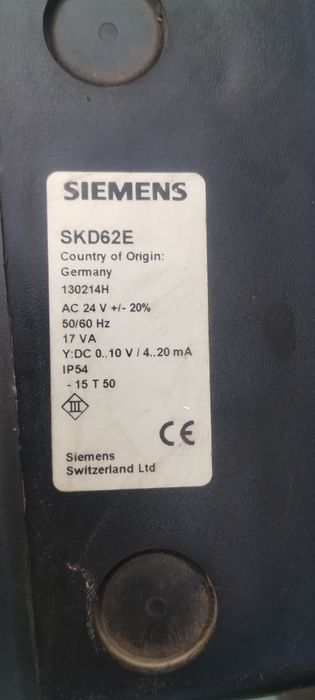 SIEMENS
SKD62E
Country of Origin:
Germany
130214H
AC 24 V +/- 20%
50/60 Hz
17 VA
Y:DC 0..10 V / 4..20 mA
IP54
- 15 T 50
III
CE
Siemens
Switzerland Ltd